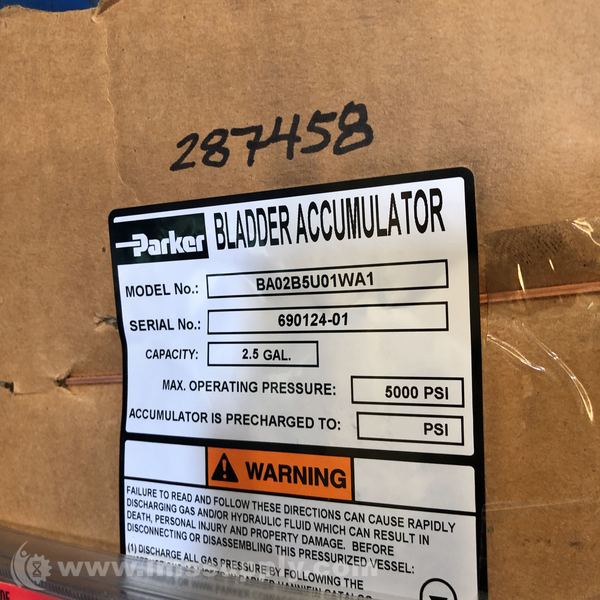 287458
Parker BLADDER ACCUMULATOR
MODEL No.: BA02B5U01WA1
SERIAL No.: 690124-01
CAPACITY: 2.5 GAL.
MAX. OPERATING PRESSURE: 5000 PSI
ACCUMULATOR IS PRECHARGED TO: PSI
WARNING
FAILURE TO READ AND FOLLOW THESE DIRECTIONS CAN CAUSE RAPIDLY
DISCHARGING GAS AND/OR HYDRAULIC FLUID WHICH CAN RESULT IN
DEATH, PERSONAL INJURY AND PROPERTY DAMAGE. BEFORE
DISCONNECTING OR DISASSEMBLING THIS PRESSURIZED VESSEL:
(1) DISCHARGE ALL GAS PRESSURE BY FOLLOWING THE
HANNIFIN CATALOG